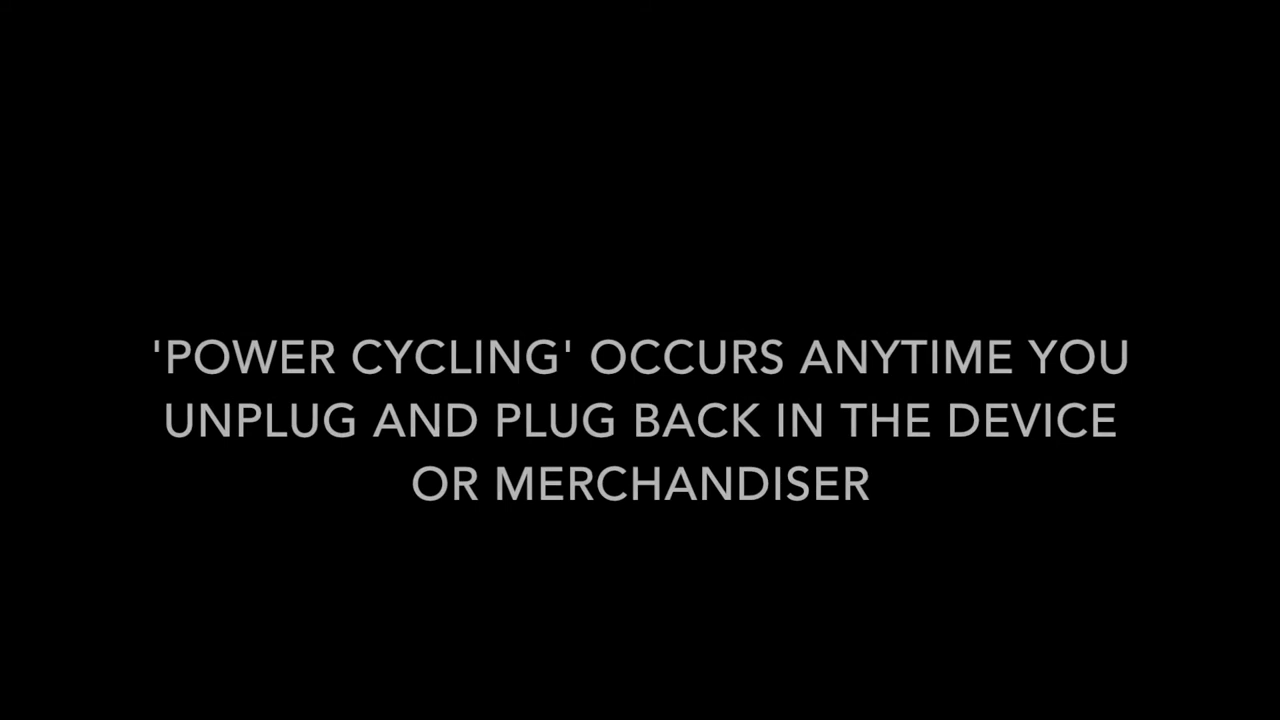 'POWER CYCLING' OCCURS ANYTIME YOU
UNPLUG AND PLUG BACK IN THE DEVICE
OR MERCHANDISER